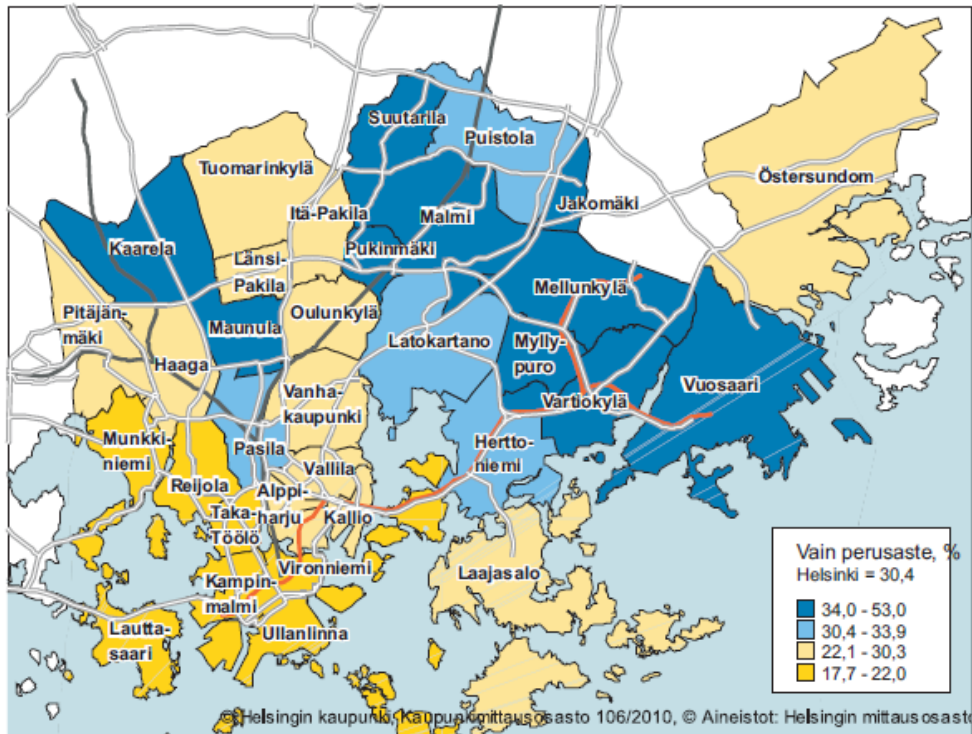 Suutarila
Puistola
Tuomarinkylä
Östersundom
Itä-Pakila
Malmi
Jakomäki
Kaarela
Pukinmäki
Länsi-
Pakila
Mellunkylä
Pitäjän-
mäki
Maunula
Oulunkylä
Latokartano
Mylly-
puro
Haaga
Vuosaari
Vanha-
kaupunki
Vartiokylä
Munkki-
niemi
Pasila
Hertto-
niemi
Vallila
Reijola
Alppi-
harju
Taka-
Töölö
Kallio
Vironniemi
Laajasalo
Kampin-
malmi
Lautta-
saari
Ullanlinna
Vain perusaste, %
Helsinki = 30,4
34,0 - 53,0
30,4 - 33,9
22,1 - 30,3
17,7 - 22,0
© Helsingin kaupunki, Kaupunkimittausosasto 106/2010, © Aineistot: Helsingin mittausosasto